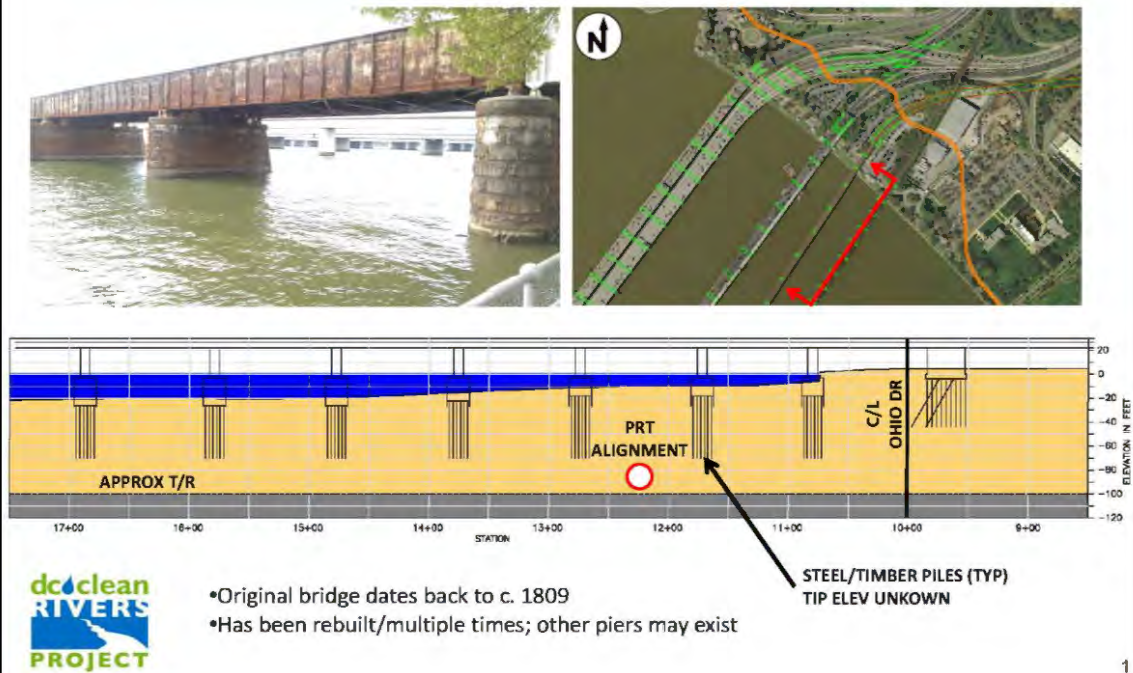 N
20
0
-20
-40
-60
-80
-100
-120
ELEVATION IN FEET
C/L
OHIO DR
PRT
ALIGNMENT
APPROX T/R
17+00
16+00
15+00
14+00
13+00
12+00
11+00
10+00
9+00
STATION
STEEL/TIMBER PILES (TYP)
TIP ELEV UNKOWN
dc clean
RIVERS
PROJECT
•Original bridge dates back to c. 1809
•Has been rebuilt/multiple times; other piers may exist
1